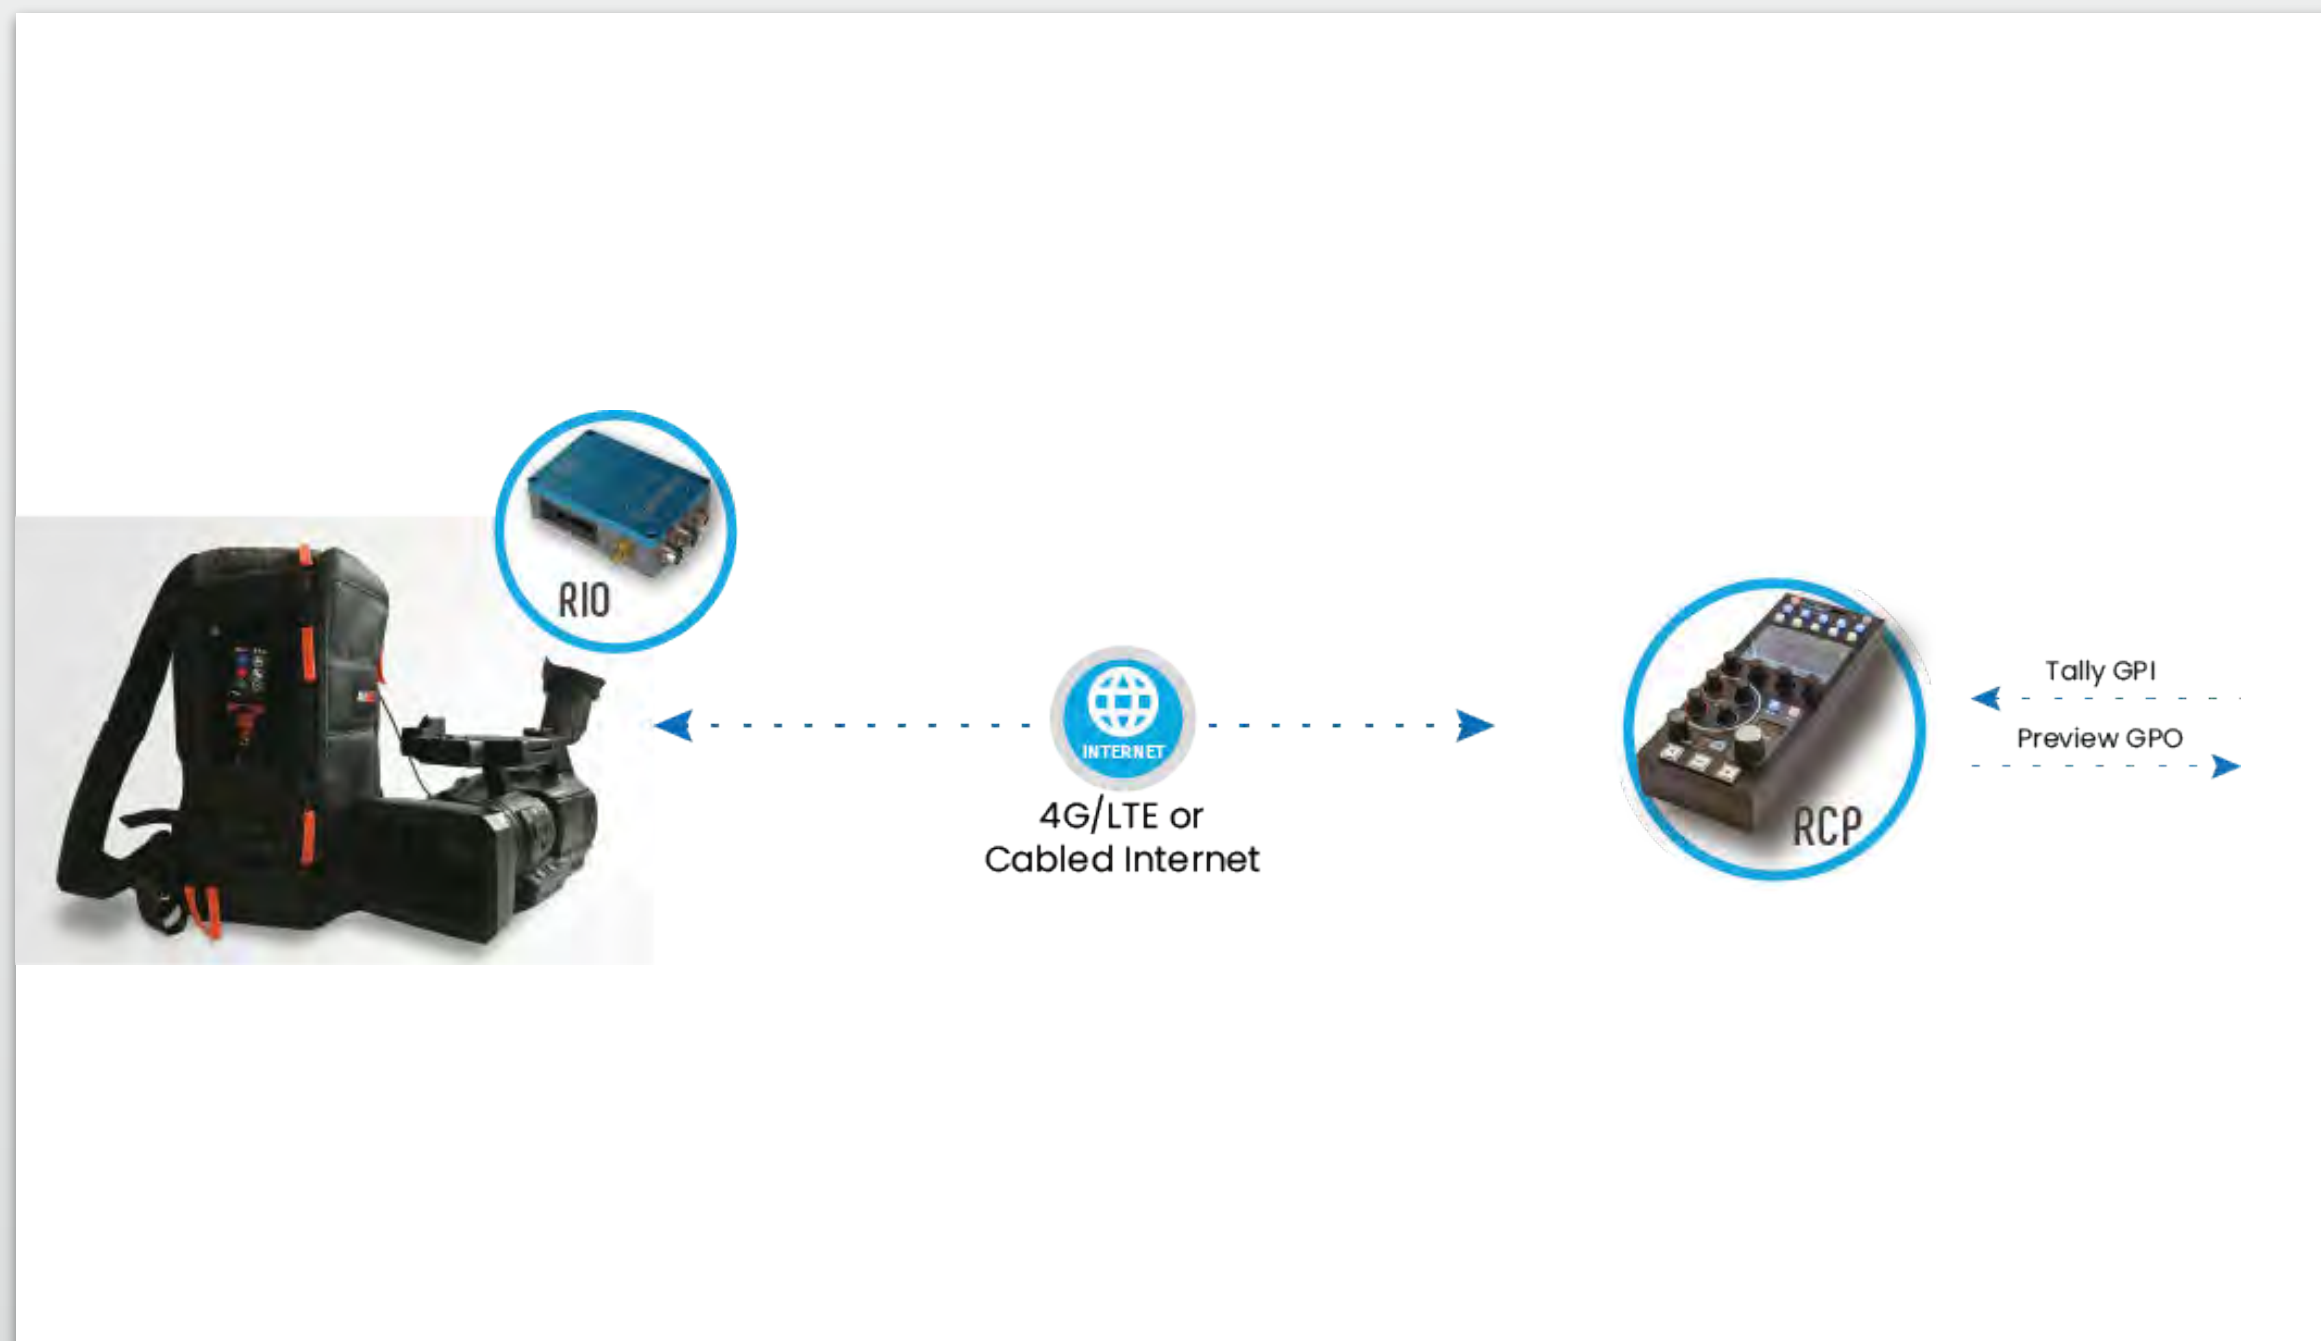 RIO
INTERNET
4G/LTE or
Cabled Internet
RCP
Tally GPI
Preview GPO